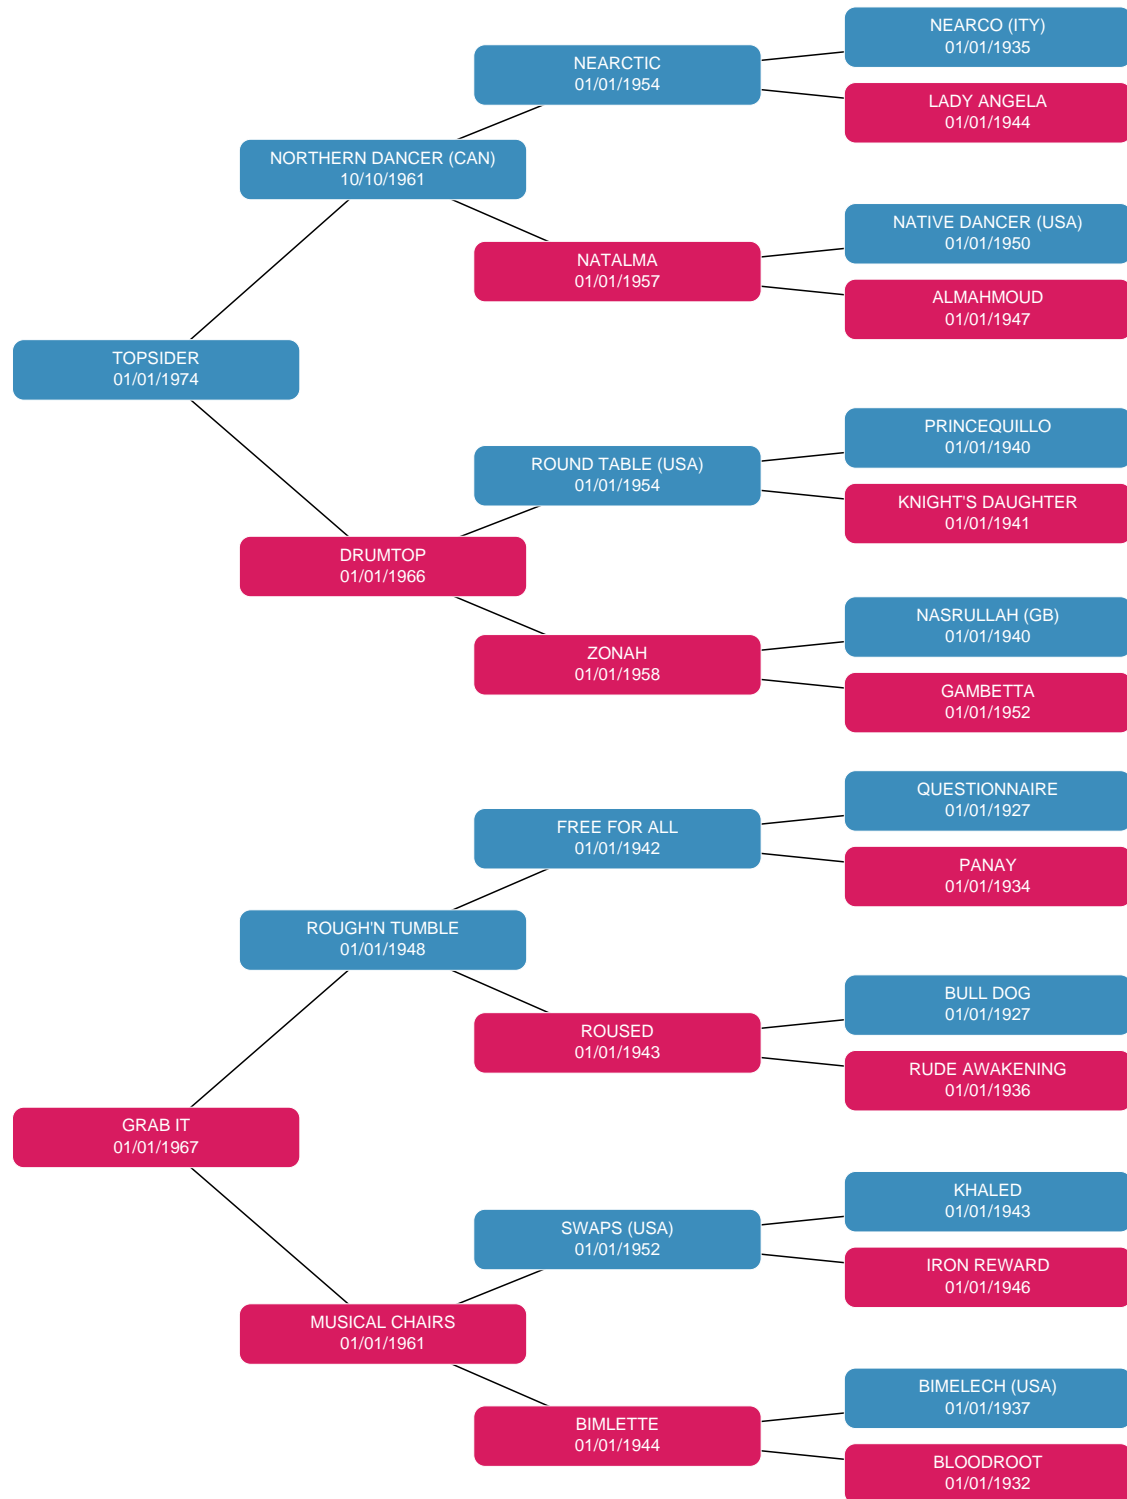 NEARCO (ITY)
01/01/1935
NEARCTIC
01/01/1954
LADY ANGELA
01/01/1944
NORTHERN DANCER (CAN)
10/10/1961
NATIVE DANCER (USA)
01/01/1950
NATALMA
01/01/1957
ALMAHMOUD
01/01/1947
TOPSIDER
01/01/1974
PRINCEQUILLO
01/01/1940
ROUND TABLE (USA)
01/01/1954
KNIGHT'S DAUGHTER
01/01/1941
DRUMTOP
01/01/1966
NASRULLAH (GB)
01/01/1940
ZONAH
01/01/1958
GAMBETTA
01/01/1952
QUESTIONNAIRE
01/01/1927
FREE FOR ALL
01/01/1942
PANAY
01/01/1934
ROUGH'N TUMBLE
01/01/1948
BULL DOG
01/01/1927
ROUSED
01/01/1943
RUDE AWAKENING
01/01/1936
GRAB IT
01/01/1967
KHALED
01/01/1943
SWAPS (USA)
01/01/1952
IRON REWARD
01/01/1946
MUSICAL CHAIRS
01/01/1961
BIMELECH (USA)
01/01/1937
BIMLETTE
01/01/1944
BLOODROOT
01/01/1932